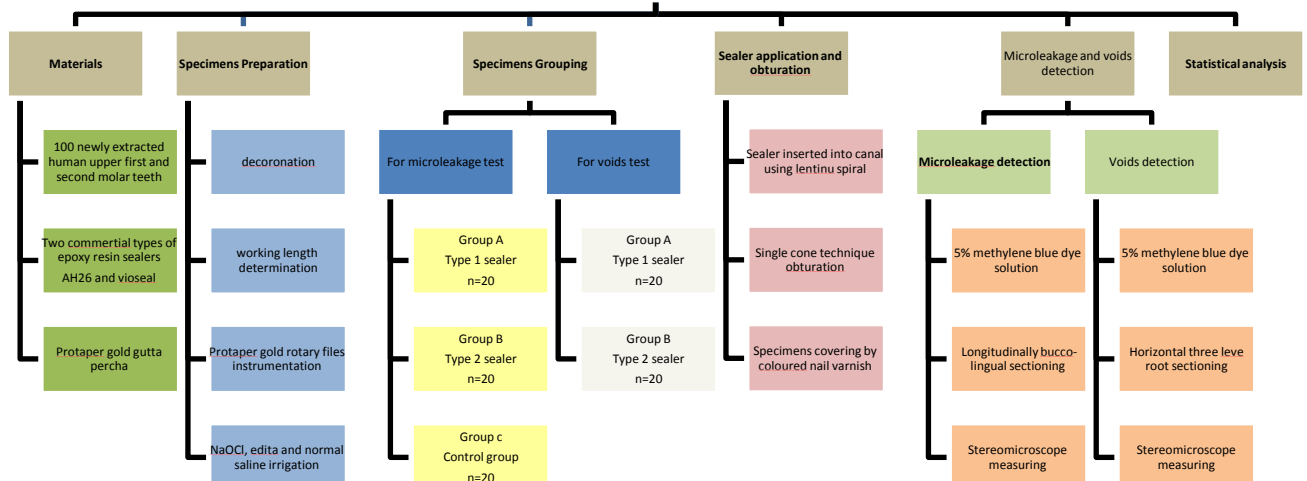 Materials
100 newly extracted
human upper first and
second molar teeth
Two commertial types of
epoxy resin sealers
AH26 and vioseal
Protaper gold gutta
percha
Specimens Preparation
decoronation
working length
determination
Protaper gold rotary files
instrumentation
NaOCl, edita and normal
saline irrigation
Specimens Grouping
For microleakage test
Group A
Type 1 sealer
n=20
Group B
Type 2 sealer
n=20
Group c
Control group
n=20
For voids test
Group A
Type 1 sealer
n=20
Group B
Type 2 sealer
n=20
Sealer application and
obturation
Sealer inserted into canal
using lentinu spiral
Single cone technique
obturation
Specimens covering by
coloured nail varnish
Microleakage and voids
detection
Microleakage detection
5% methylene blue dye
solution
Longitudinally bucco-
lingual sectioning
Stereomicroscope
measuring
Voids detection
5% methylene blue dye
solution
Horizontal three leve
root sectioning
Stereomicroscope
measuring
Statistical analysis